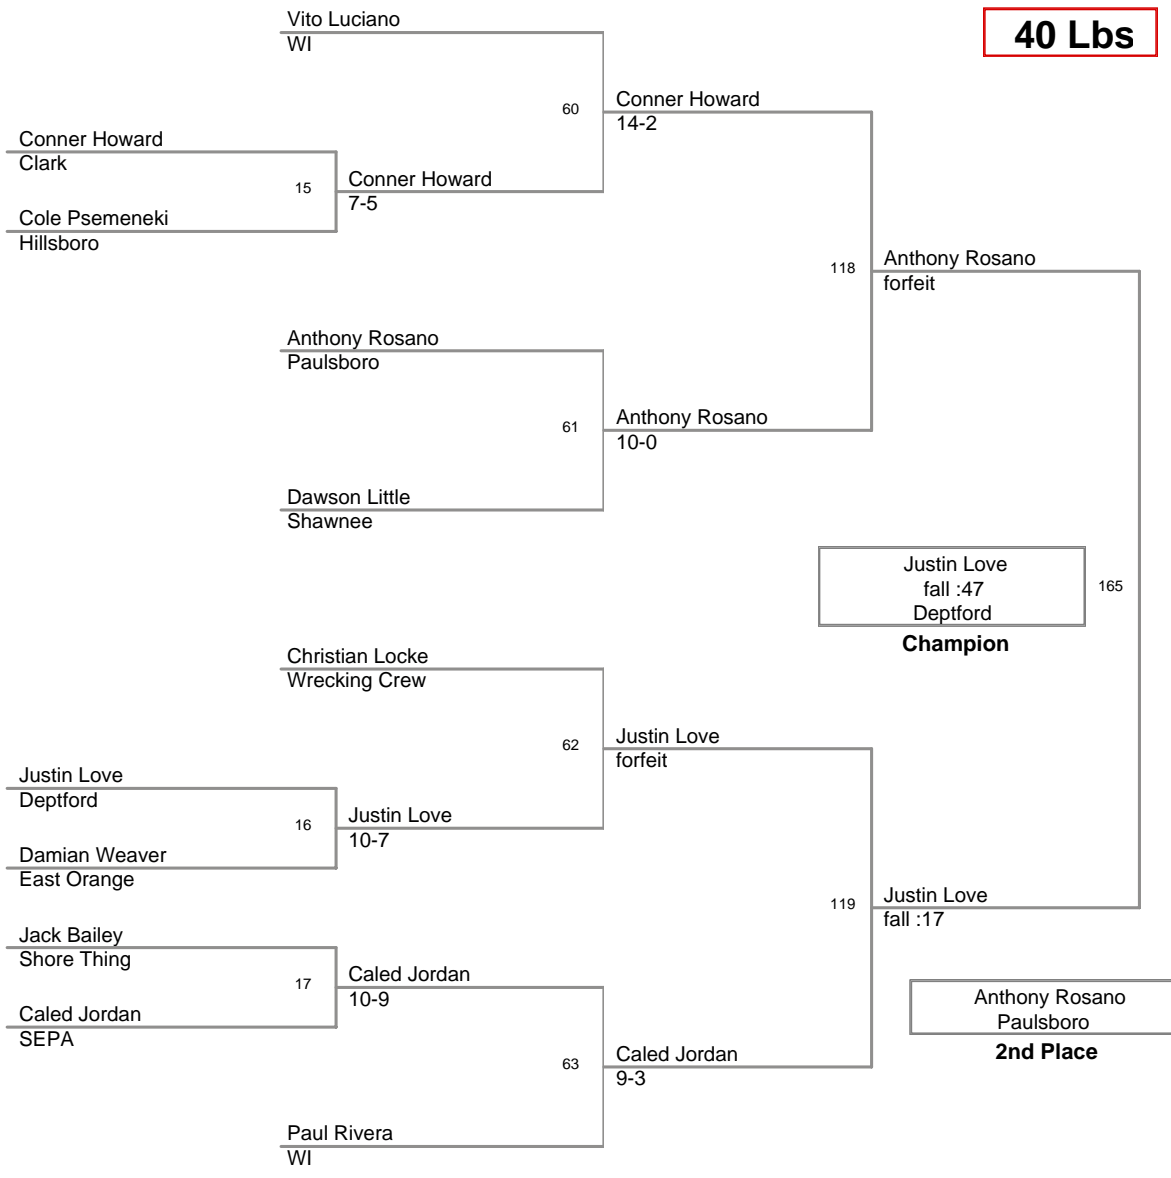 Vito Luciano
WI
40 Lbs
60
Conner Howard
14-2
Conner Howard
Clark
15
Conner Howard
7-5
Cole Psemeneki
Hillsboro
118
Anthony Rosano
forfeit
Anthony Rosano
Paulsboro
61
Anthony Rosano
10-0
Dawson Little
Shawnee
Justin Love
fall :47
Deptford
165
Champion
Christian Locke
Wrecking Crew
62
Justin Love
forfeit
Justin Love
Deptford
16
Justin Love
10-7
Damian Weaver
East Orange
119
Justin Love
fall :17
Jack Bailey
Shore Thing
17
Caled Jordan
10-9
Caled Jordan
SEPA
Anthony Rosano
Paulsboro
2nd Place
63
Caled Jordan
9-3
Paul Rivera
WI